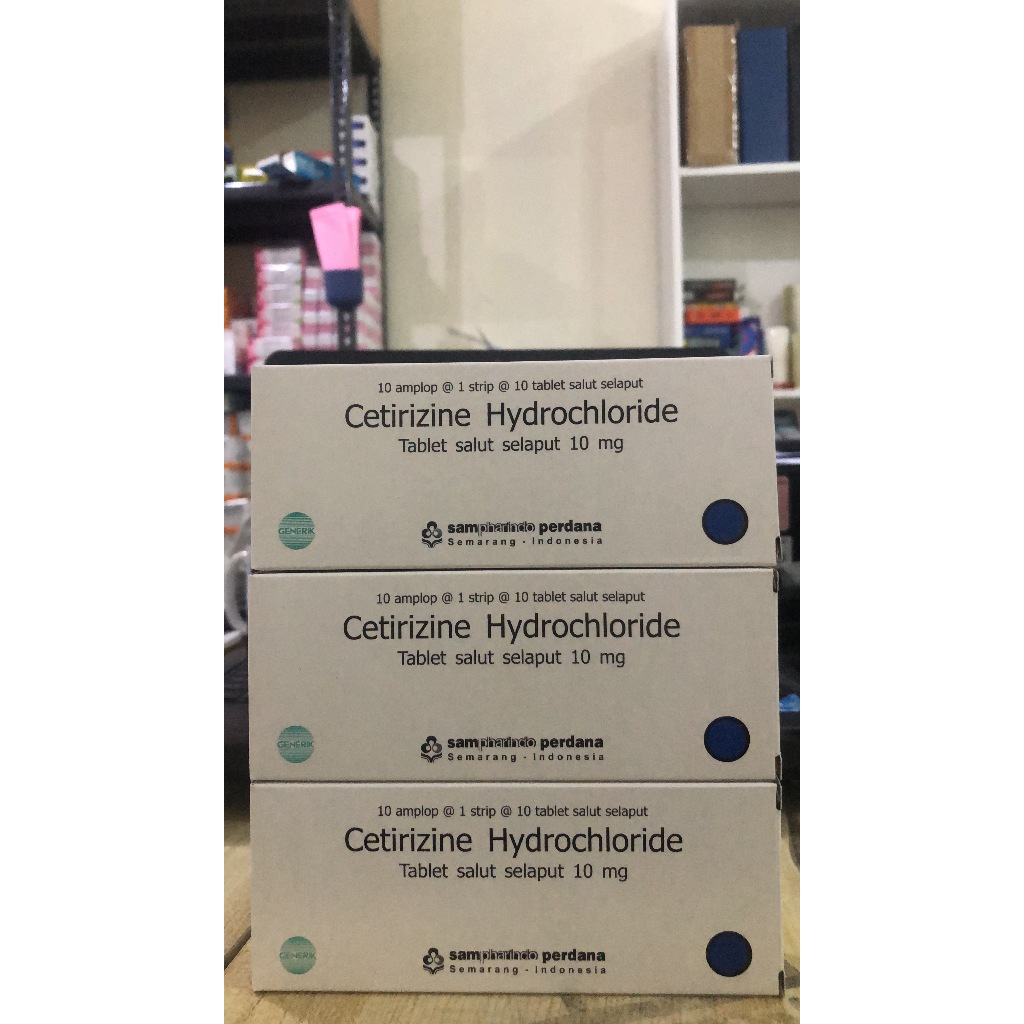 10 amplop @ 1 strip @ 10 tablet salut selaput
Cetirizine Hydrochloride
Tablet salut selaput 10 mg
GENERIK
sampharindo perdana
Semarang - Indonesia
10 amplop @ 1 strip @ 10 tablet salut selaput
Cetirizine Hydrochloride
Tablet salut selaput 10 mg
GENERIK
sampharindo perdana
Semarang - Indonesia
10 amplop @ 1 strip @ 10 tablet salut selaput
Cetirizine Hydrochloride
Tablet salut selaput 10 mg
GENERIK
sampharindo perdana
Semarang - Indonesia